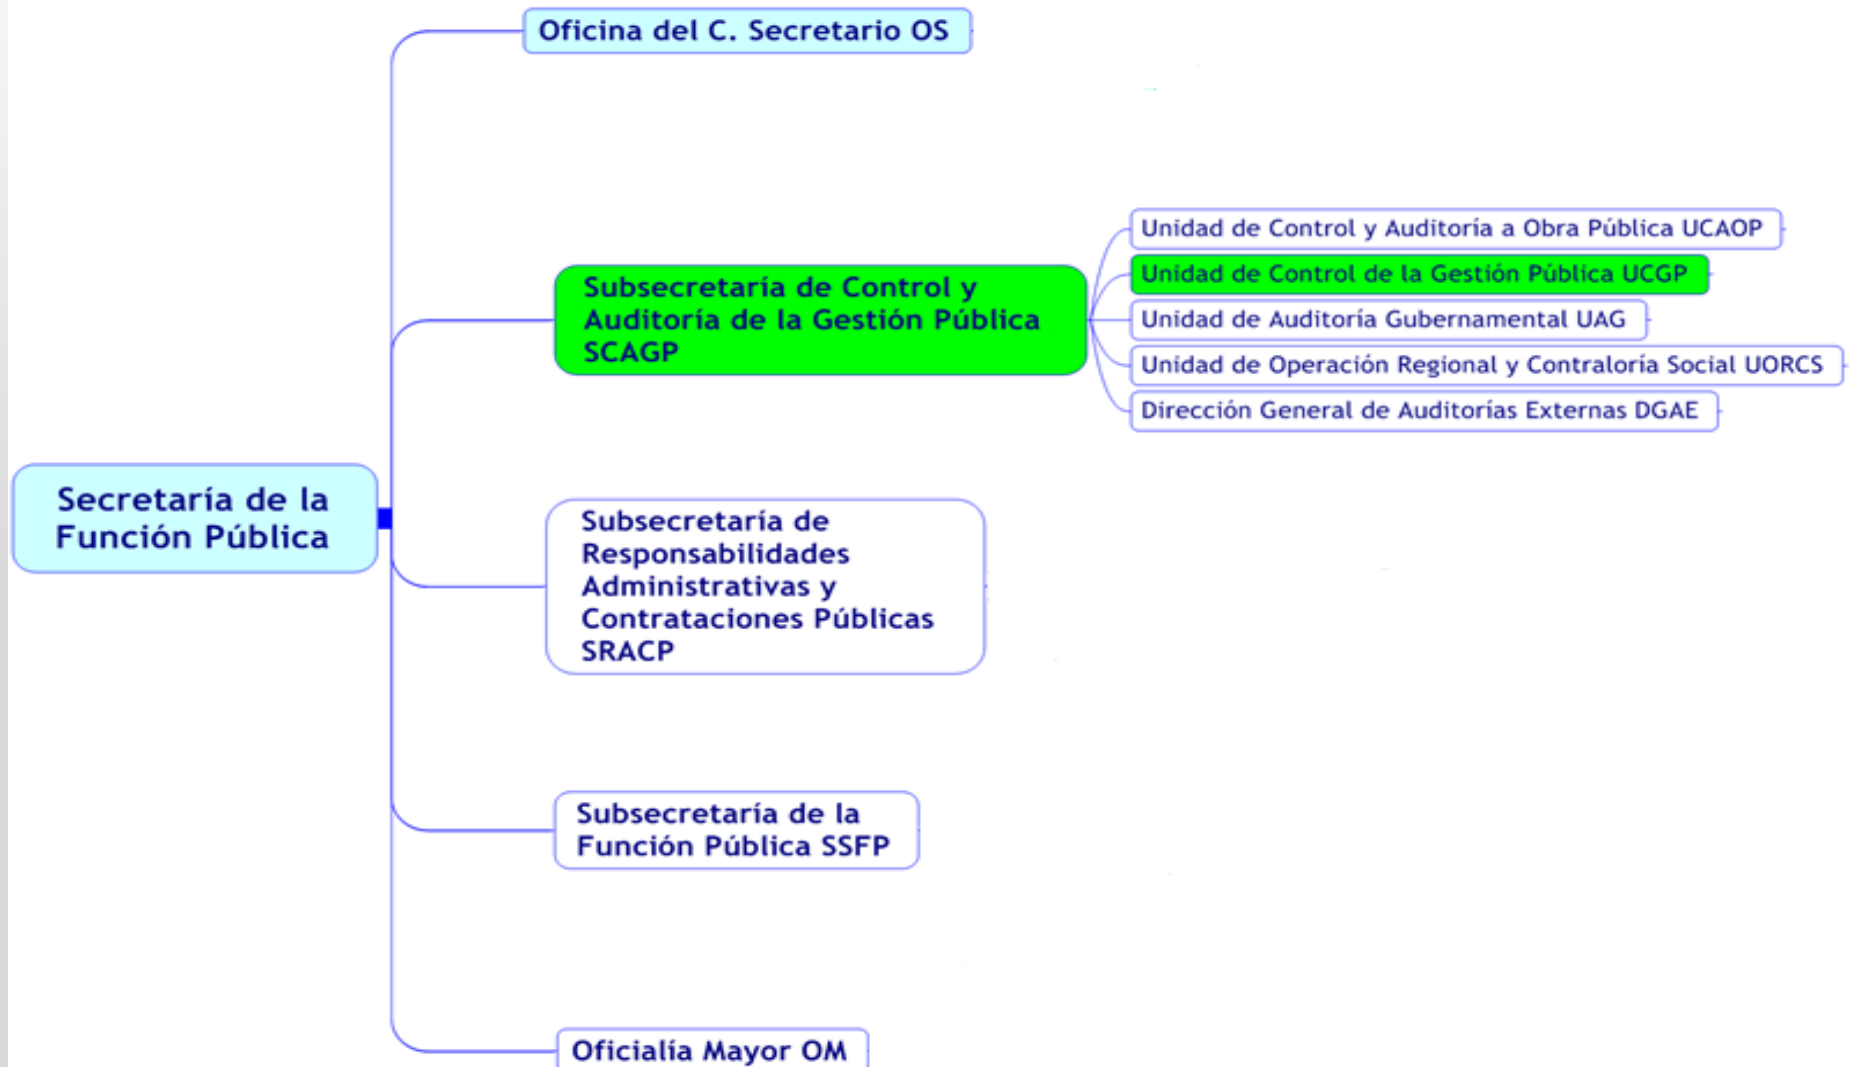 Oficina del C. Secretario OS
Unidad de Control y Auditoría a Obra Pública UCAOP
Unidad de Control de la Gestión Pública UCGP
Subsecretaría de Control y
Auditoría de la Gestión Pública
SCAGP
Unidad de Auditoría Gubernamental UAG
Unidad de Operación Regional y Contraloría Social UORCS
Dirección General de Auditorías Externas DGAE
Secretaría de la
Función Pública
Subsecretaría de
Responsabilidades
Administrativas y
Contrataciones Públicas
SRACP
Subsecretaría de la
Función Pública SSFP
Oficialía Mayor OM